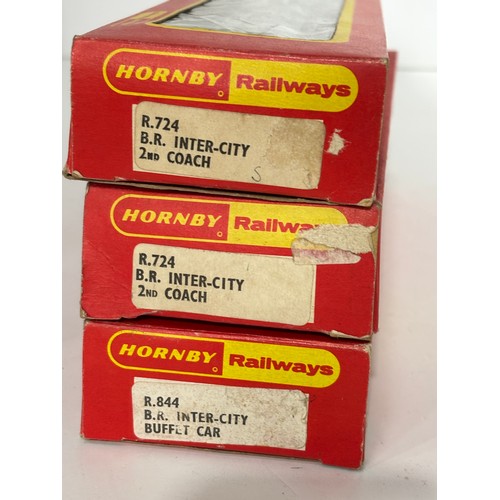 HORNBY Railways
R.724
B.R. INTER-CITY
2ND COACH
S
HORNBY Railways
R.724
B.R. INTER-CITY
2ND COACH
HORNBY Railways
R.844
B.R. INTER-CITY
BUFFET CAR